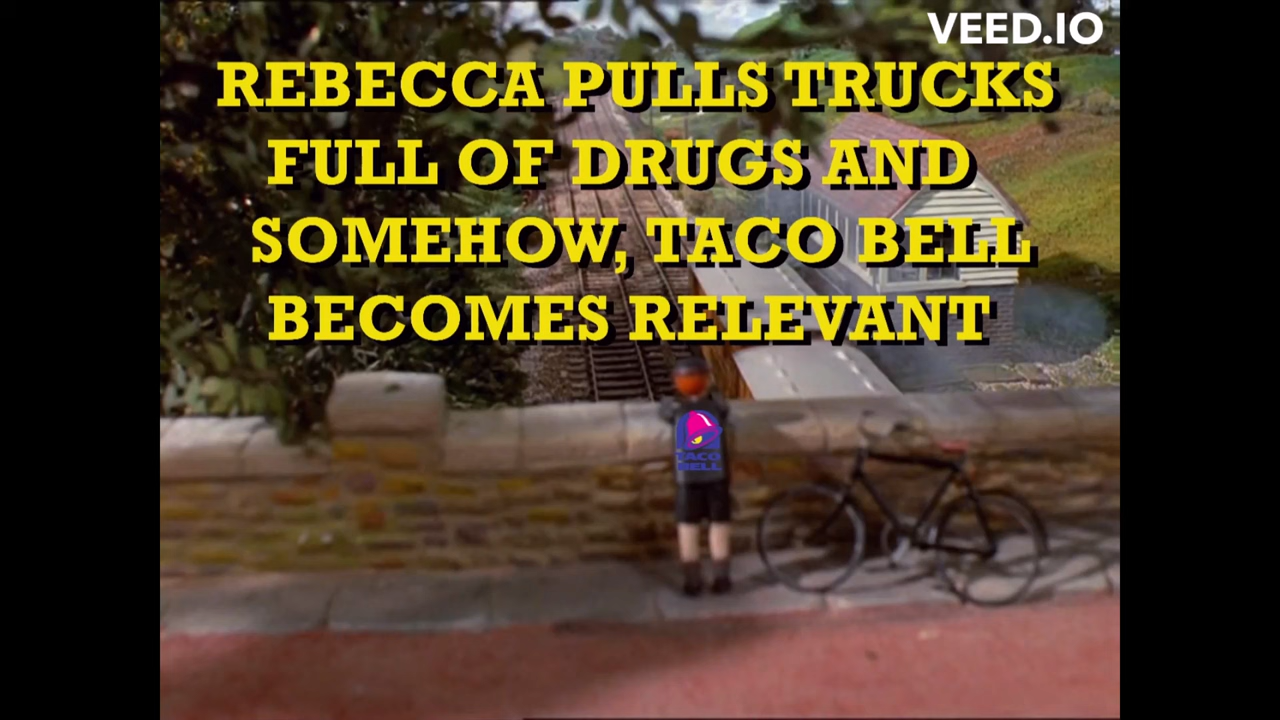 VEED.IO
REBECCA PULLS TRUCKS
FULL OF DRUGS AND
SOMEHOW, TACO BELL
BECOMES RELEVANT
TACO
BELL